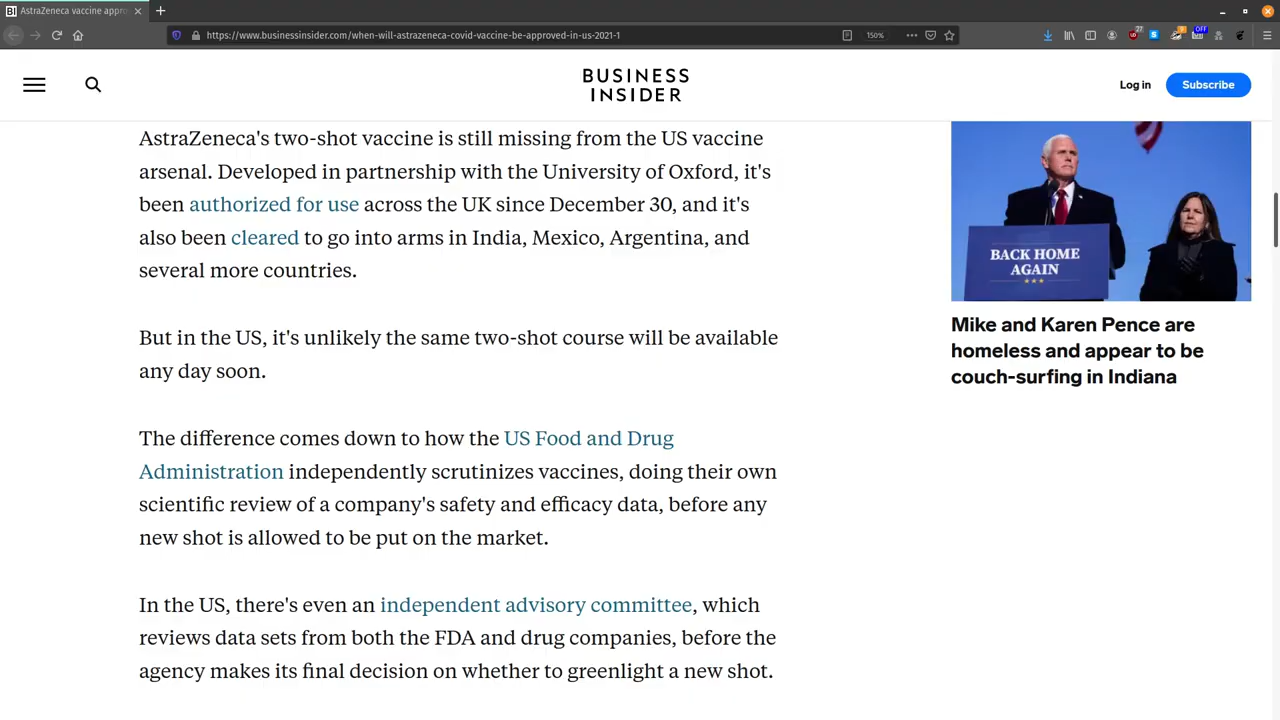 AstraZeneca vaccine appro
https://www.businessinsider.com/when-will-astrazeneca-covid-vaccine-be-approved-in-us-2021-1
150%
27
OFF
BUSINESS
INSIDER
Log in
Subscribe
AstraZeneca's two-shot vaccine is still missing from the US vaccine
arsenal. Developed in partnership with the University of Oxford, it's
been authorized for use across the UK since December 30, and it's
also been cleared to go into arms in India, Mexico, Argentina, and
several more countries.
But in the US, it's unlikely the same two-shot course will be available
any day soon.
The difference comes down to how the US Food and Drug
Administration independently scrutinizes vaccines, doing their own
scientific review of a company's safety and efficacy data, before any
new shot is allowed to be put on the market.
In the US, there's even an independent advisory committee, which
reviews data sets from both the FDA and drug companies, before the
agency makes its final decision on whether to greenlight a new shot.
BACK HOME
AGAIN
Mike and Karen Pence are
homeless and appear to be
couch-surfing in Indiana